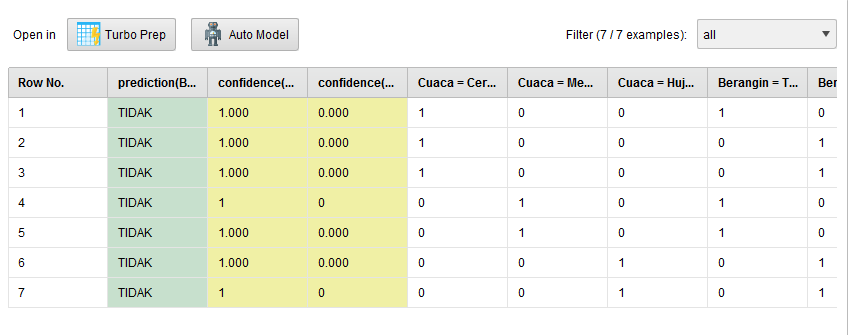 Open in Turbo Prep Auto Model Filter (7 / 7 examples): all
Row No. prediction(B... confidence(... confidence(... Cuaca = Cer... Cuaca = Me... Cuaca = Huj... Berangin = T... Ber
1 TIDAK 1.000 0.000 1 0 0 1 0
2 TIDAK 1.000 0.000 1 0 0 0 1
3 TIDAK 1.000 0.000 1 0 0 0 1
4 TIDAK 1 0 0 1 0 1 0
5 TIDAK 1.000 0.000 0 1 0 1 0
6 TIDAK 1.000 0.000 0 0 1 0 1
7 TIDAK 1 0 0 0 1 0 1